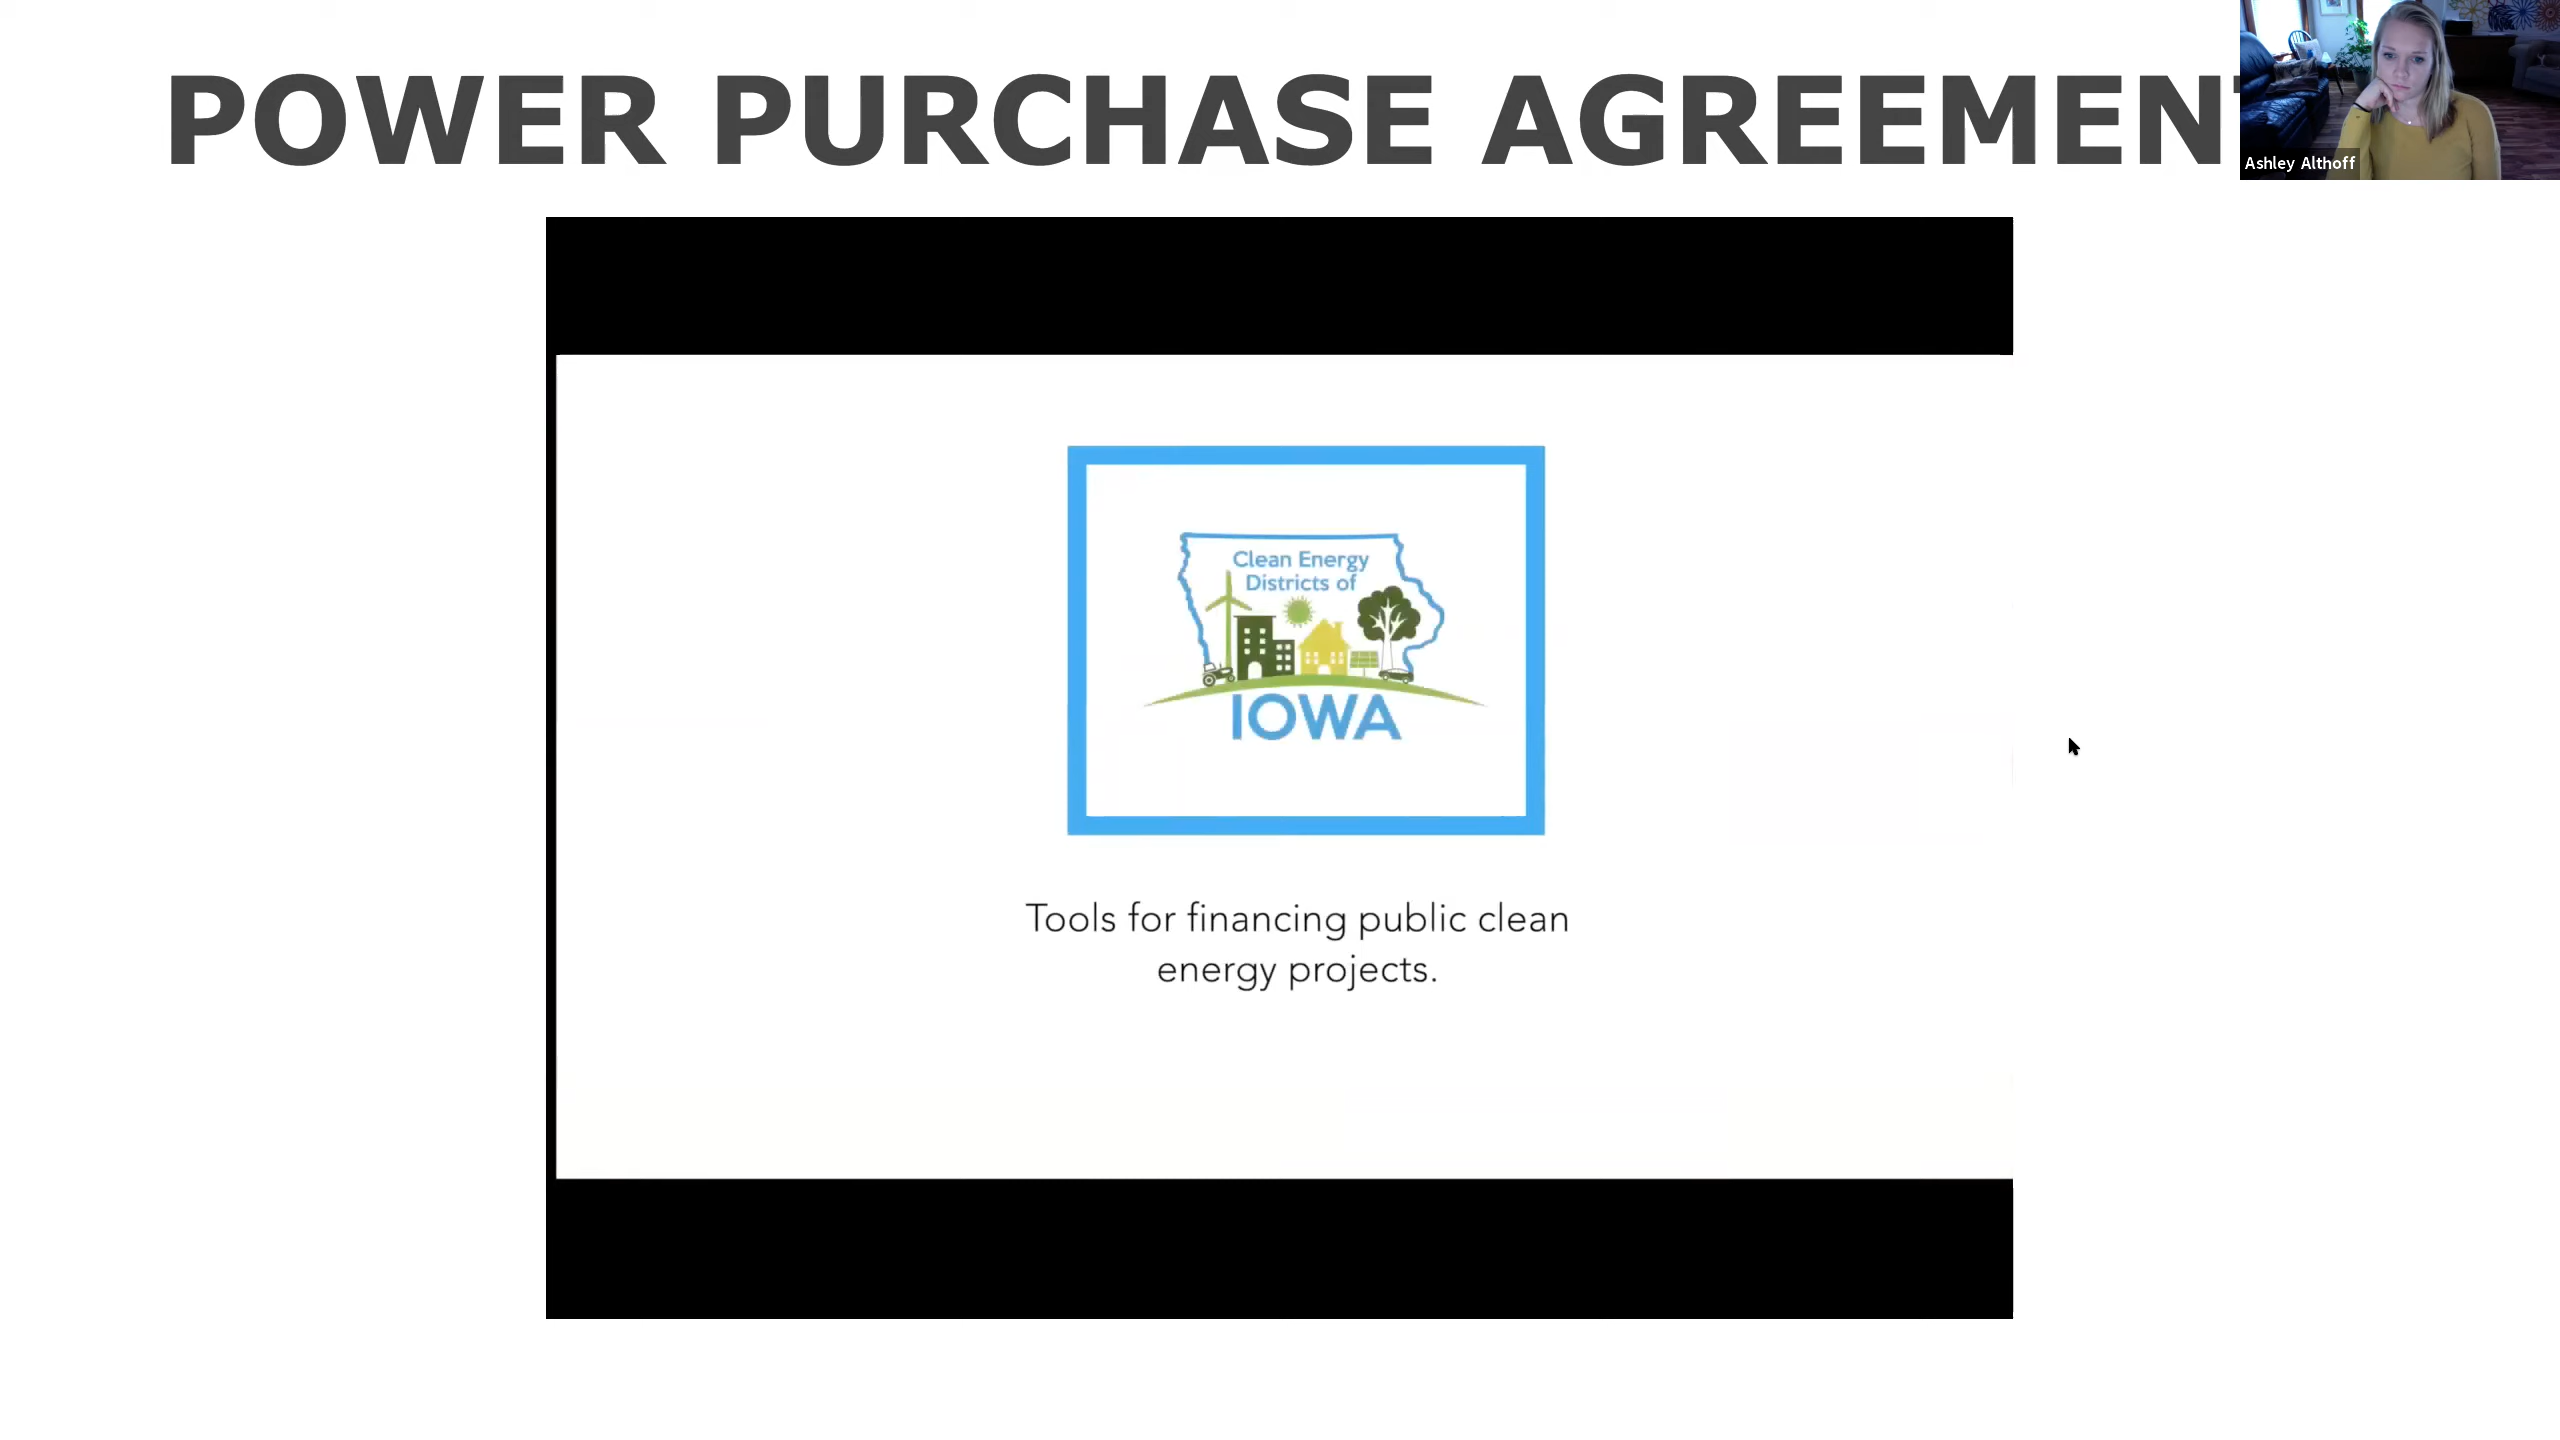 POWER PURCHASE AGREEMENT
Ashley Althoff
Clean Energy
Districts of
IOWA
Tools for financing public clean
energy projects.